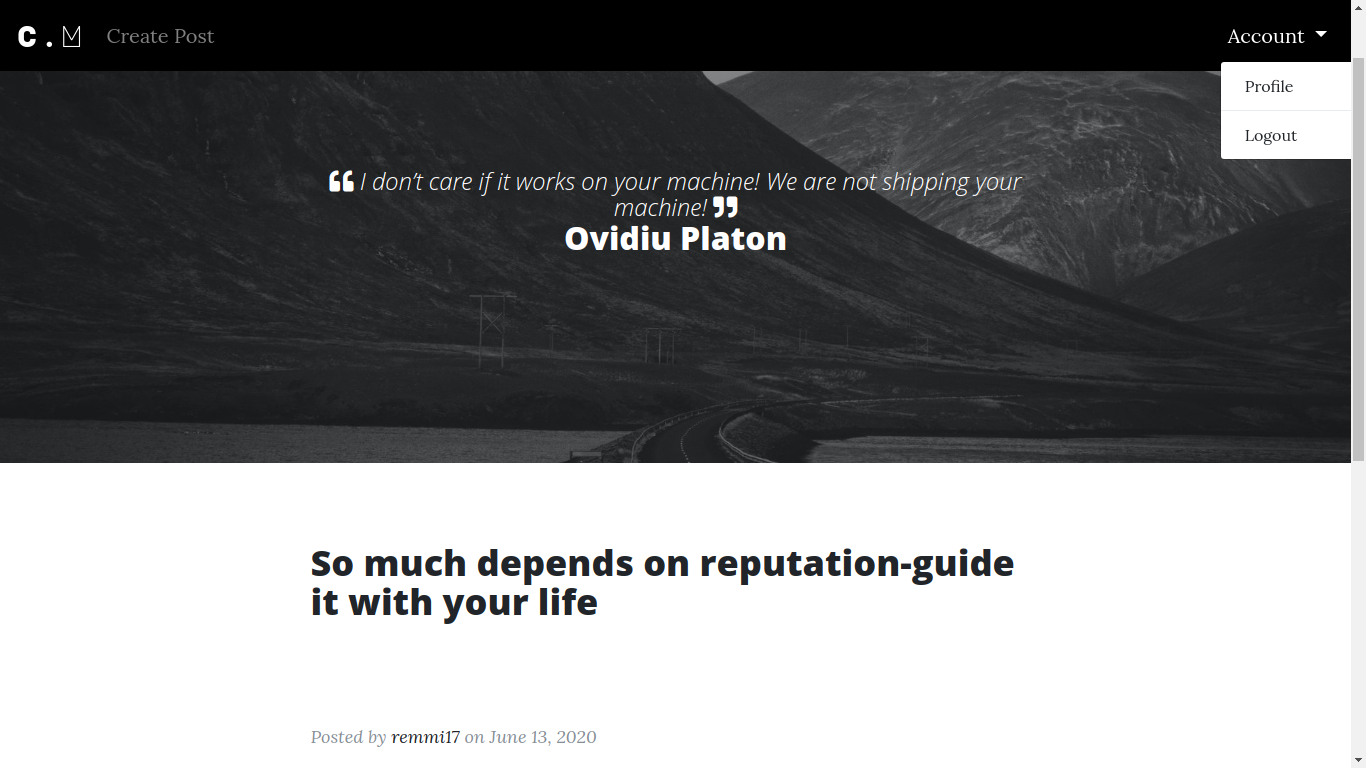 C . M Create Post Account
Profile
Logout
I don’t care if it works on your machine! We are not shipping your
machine!
Ovidiu Platon
So much depends on reputation-guide
it with your life
Posted by remmi17 on June 13, 2020